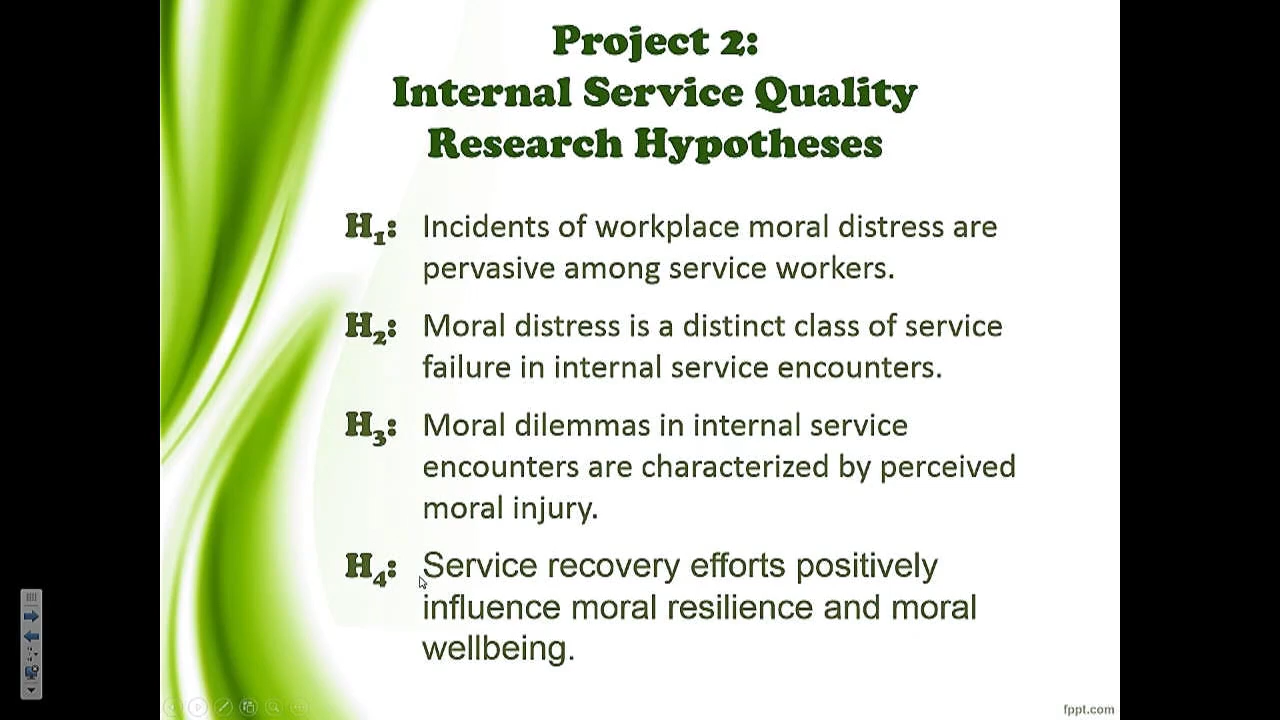 Project 2:
Internal Service Quality
Research Hypotheses
H1: Incidents of workplace moral distress are
pervasive among service workers.
H2: Moral distress is a distinct class of service
failure in internal service encounters.
H3: Moral dilemmas in internal service
encounters are characterized by perceived
moral injury.
H4: Service recovery efforts positively
influence moral resilience and moral
wellbeing.
fppt.com